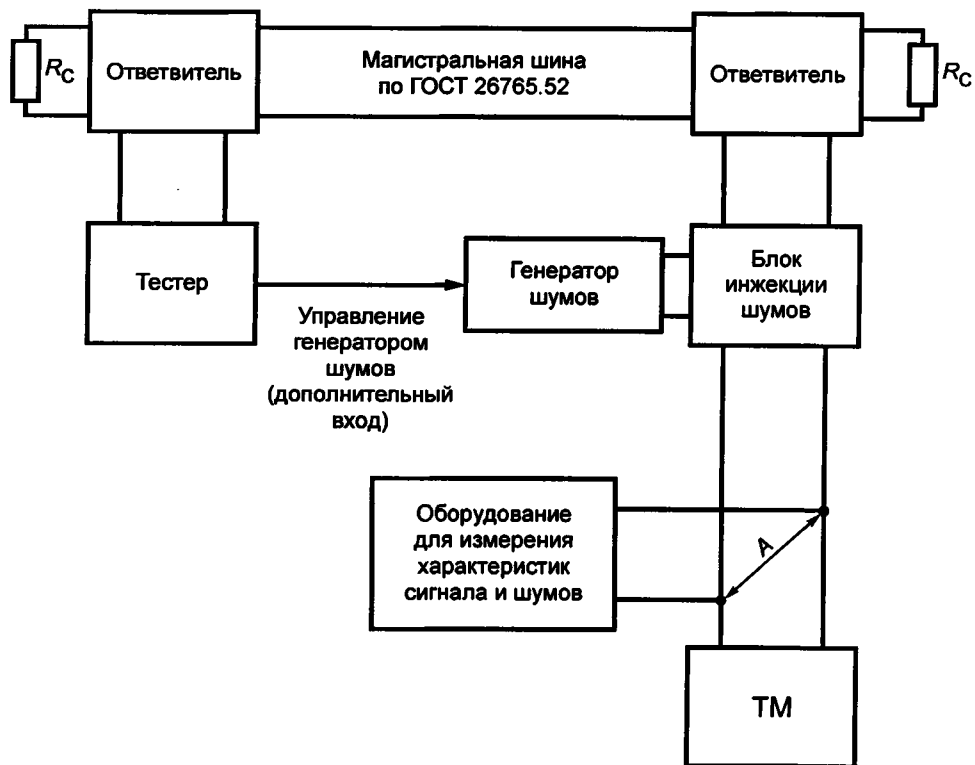 R_C
Ответвитель
Магистральная шина
по ГОСТ 26765.52
Ответвитель
R_C
Тестер
Генератор
шумов
Блок
инжекции
шумов
Управление
генератором
шумов
(дополнительный
вход)
Оборудование
для измерения
характеристик
сигнала и шумов
А
ТМ